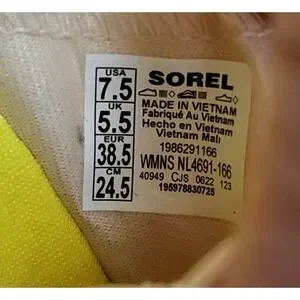 USA
7.5
UK
5.5
EUR
38.5
CM
24.5
SOREL
MADE IN VIETNAM
Fabriqué Au Vietnam
Hecho en Vietnam
Vietnam Malı
1986291166
WMNS NL4691-166
40949 CJS 0622 123
195978830725